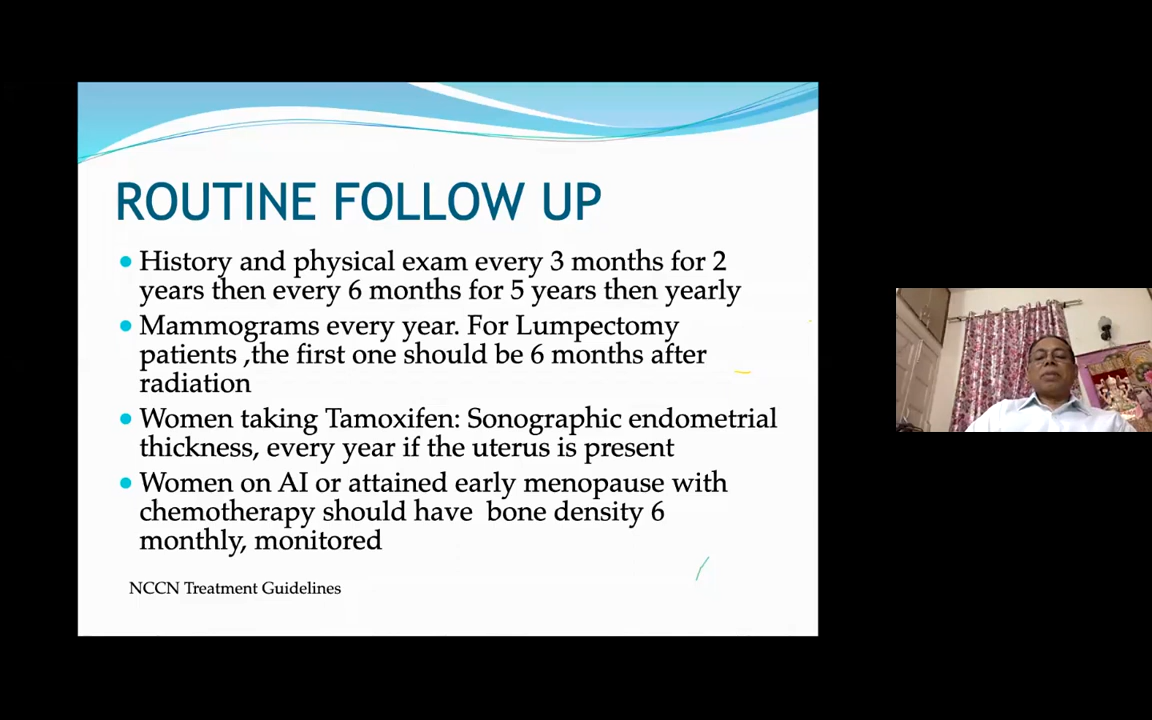 ROUTINE FOLLOW UP
History and physical exam every 3 months for 2
years then every 6 months for 5 years then yearly
Mammograms every year. For Lumpectomy
patients ,the first one should be 6 months after
radiation
Women taking Tamoxifen: Sonographic endometrial
thickness, every year if the uterus is present
Women on AI or attained early menopause with
chemotherapy should have  bone density 6
monthly, monitored
NCCN Treatment Guidelines